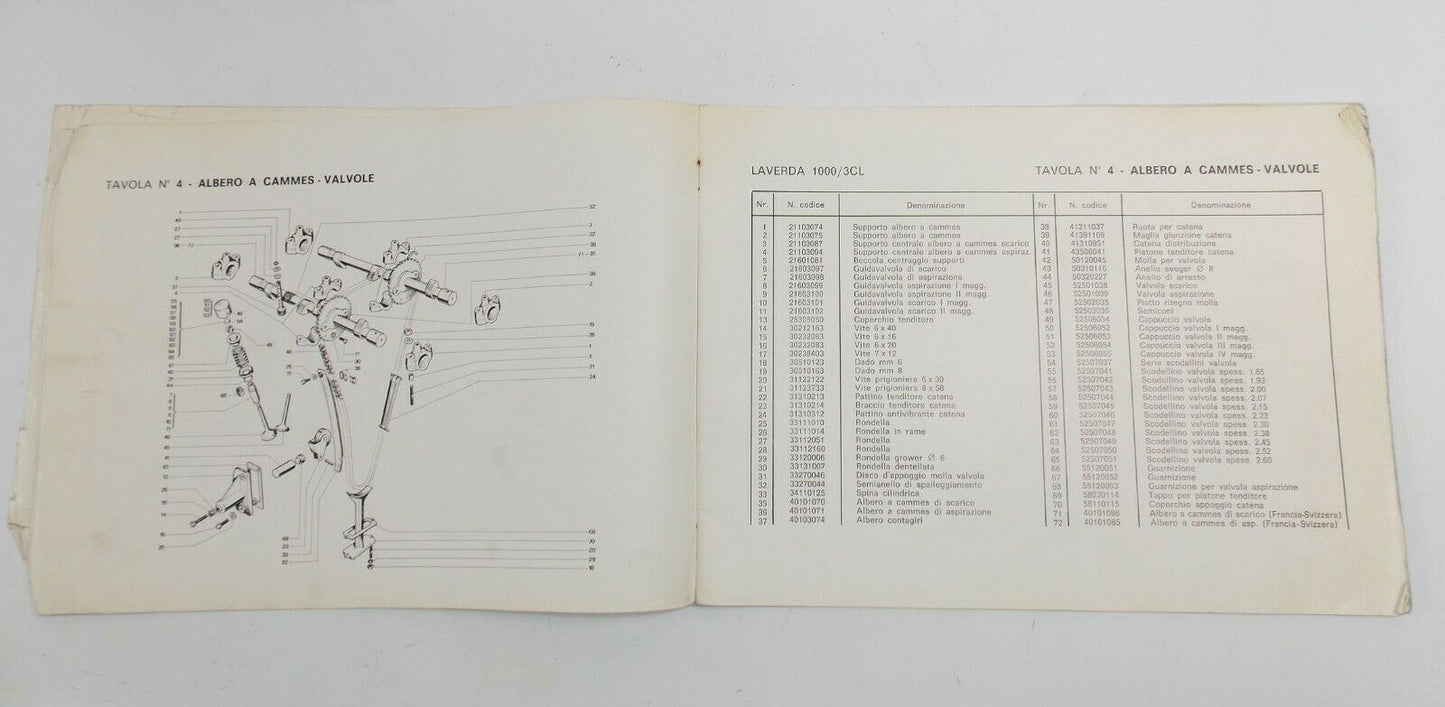 TAVOLA N° 4 - ALBERO A CAMMES - VALVOLE
LAVERDA 1000/3CL
TAVOLA N° 4 - ALBERO A CAMMES - VALVOLE
Nr. N. codice Denominazione
1 21103074 Supporto albero a cammes
2 21103075 Supporto albero a cammes
3 21103087 Supporto centrale albero a cammes scarico
4 21103094 Supporto centrale albero a cammes aspiraz.
5 21601081 Boccola centraggio supporti
6 21603097 Guidavalvola di scarico
7 21603098 Guidavalvola di aspirazione
8 21603099 Guidavalvola aspirazione I magg.
9 21603100 Guidavalvola aspirazione II magg.
10 21603101 Guidavalvola scarico I magg.
11 21603102 Guidavalvola scarico II magg.
13 25305050 Coperchio tenditore
14 30212163 Vite 6 x 40
15 30232063 Vite 6 x 16
16 30232083 Vite 6 x 20
17 30238403 Vite 7 x 12
18 30510123 Dado mm 6
19 30510163 Dado mm 8
20 31122122 Vite prigioniera 6 x 30
21 31123733 Vite prigioniera 8 x 58
22 31310213 Pattino tenditore catena
23 31310214 Braccio tenditore catena
24 31310312 Pattino antivibrante catena
25 33111010 Rondella
26 33111014 Rondella in rame
27 33112051 Rondella
28 33112160 Rondella
29 33120006 Rondella grower Ø 6
30 33131007 Rondella dentellata
31 33270046 Disco d'appoggio molla valvola
32 33270044 Semianello di spalleggiamento
33 34110125 Spina cilindrica
35 40101070 Albero a cammes di scarico
36 40101071 Albero a cammes di aspirazione
37 40103074 Albero contagiri
Nr. N. codice Denominazione
38 41211037 Ruota per catena
39 41391109 Maglia giunzione catena
40 41310951 Catena distribuzione
41 43506041 Pistone tenditore catena
42 50120045 Molla per valvola
43 50310116 Anello seeger Ø 8
44 50320227 Anello di arresto
45 52501038 Valvola scarico
46 52501039 Valvola aspirazione
47 52502035 Piatto ritegno molla
48 52503036 Semiconi
49 52506034 Cappuccio valvola
50 52506052 Cappuccio valvola I magg.
51 52506053 Cappuccio valvola II magg.
52 52506054 Cappuccio valvola III magg.
53 52506055 Cappuccio valvola IV magg.
54 52507037 Serie scodellini valvola
55 52507041 Scodellino valvola spess. 1.85
56 52507042 Scodellino valvola spess. 1.93
57 52507043 Scodellino valvola spess. 2.00
58 52507044 Scodellino valvola spess. 2.07
59 52507045 Scodellino valvola spess. 2.15
60 52507046 Scodellino valvola spess. 2.23
61 52507047 Scodellino valvola spess. 2.30
62 52507048 Scodellino valvola spess. 2.38
63 52507049 Scodellino valvola spess. 2.45
64 52507050 Scodellino valvola spess. 2.52
65 52507051 Scodellino valvola spess. 2.60
66 55120051 Guarnizione
67 55120052 Guarnizione
68 55120063 Guarnizione per valvola aspirazione
69 58030114 Tappo per pistone tenditore
70 58110115 Coperchio appoggio catena
71 40101086 Albero a cammes di scarico (Francia-Svizzera)
72 40101085 Albero a cammes di asp. (Francia-Svizzera)